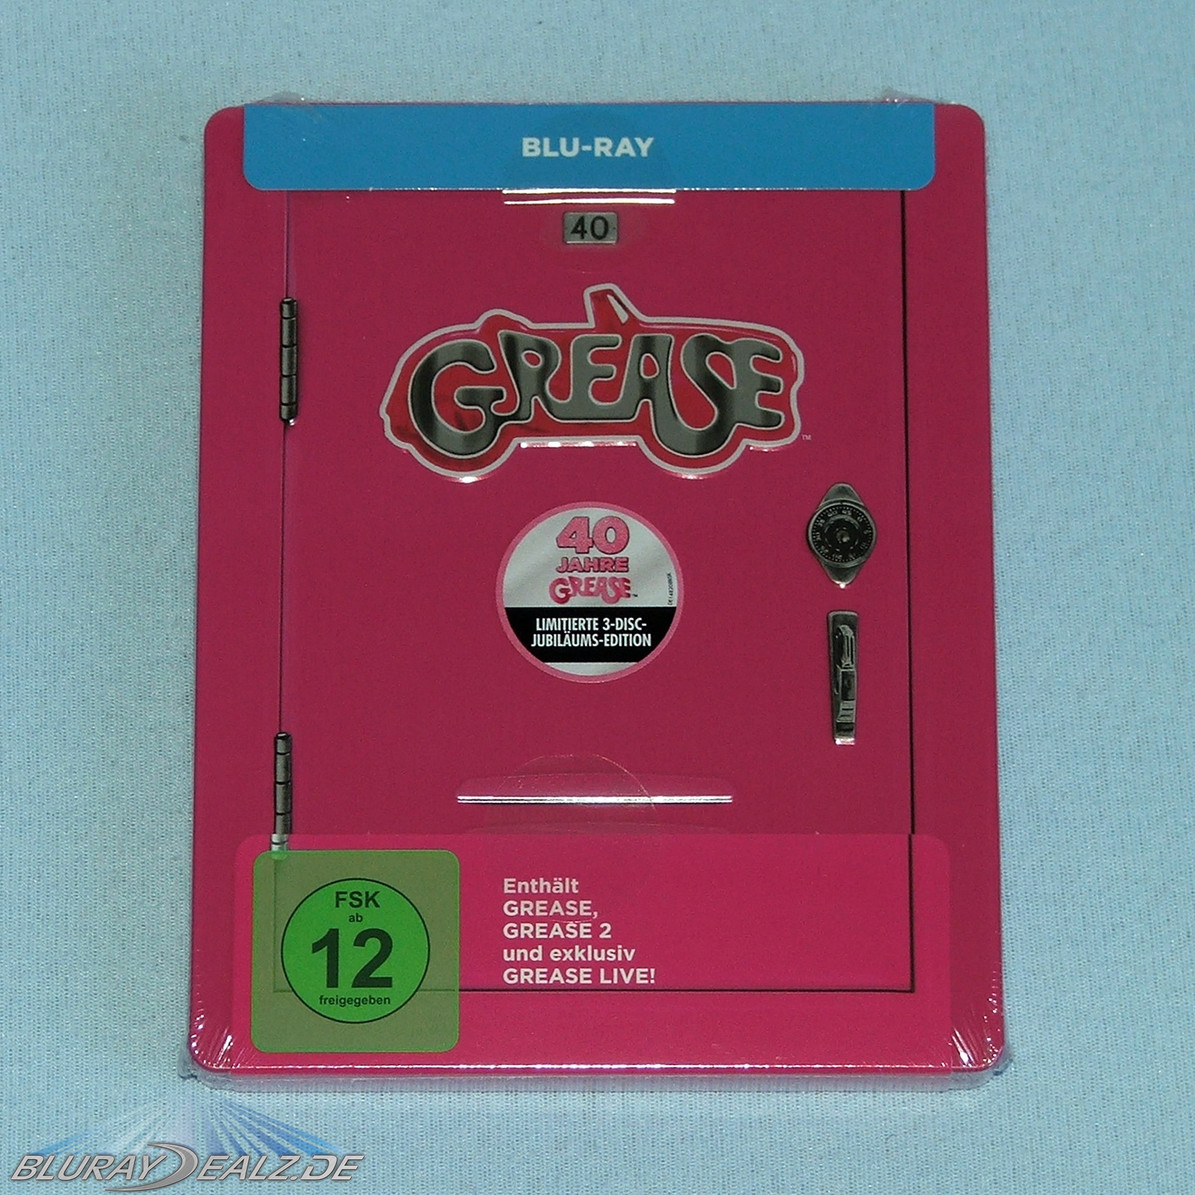 BLU-RAY
40
GREASE
™
40
JAHRE
GREASE
LIMITIERTE 3-DISC-
JUBILÄUMS-EDITION
Enthält
GREASE,
GREASE 2
und exklusiv
GREASE LIVE!
FSK
ab
12
freigegeben
BLURAYDEALZ.DE